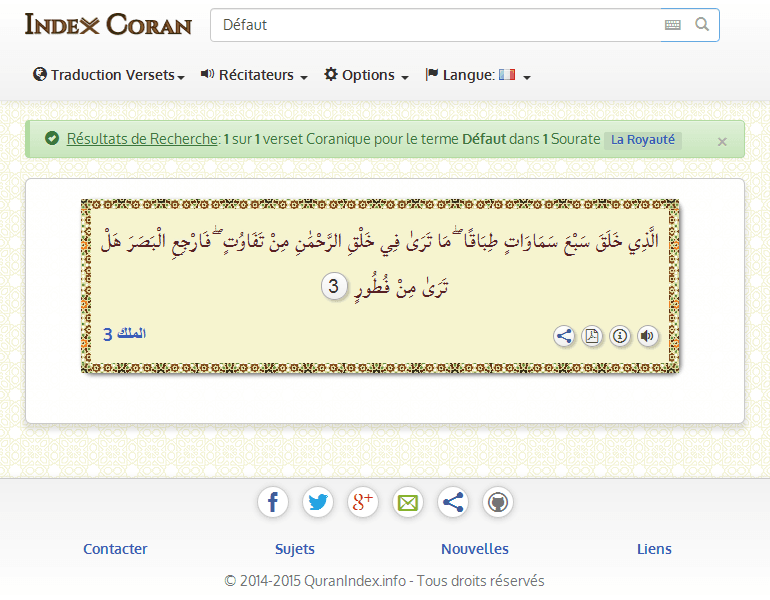 Index Coran
Défaut
Traduction Versets Récitateurs Options Langue:
Résultats de Recherche: 1 sur 1 verset Coranique pour le terme Défaut dans 1 Sourate La Royauté ×
الَّذِي خَلَقَ سَبْعَ سَمَاوَاتٍ طِبَاقًا ۖ مَا تَرَىٰ فِي خَلْقِ الرَّحْمَٰنِ مِنْ تَفَاوُتٍ ۖ فَارْجِعِ الْبَصَرَ هَلْ
تَرَىٰ مِنْ فُطُورٍ 3
الملك 3
Contacter Sujets Nouvelles Liens
© 2014-2015 QuranIndex.info - Tous droits réservés